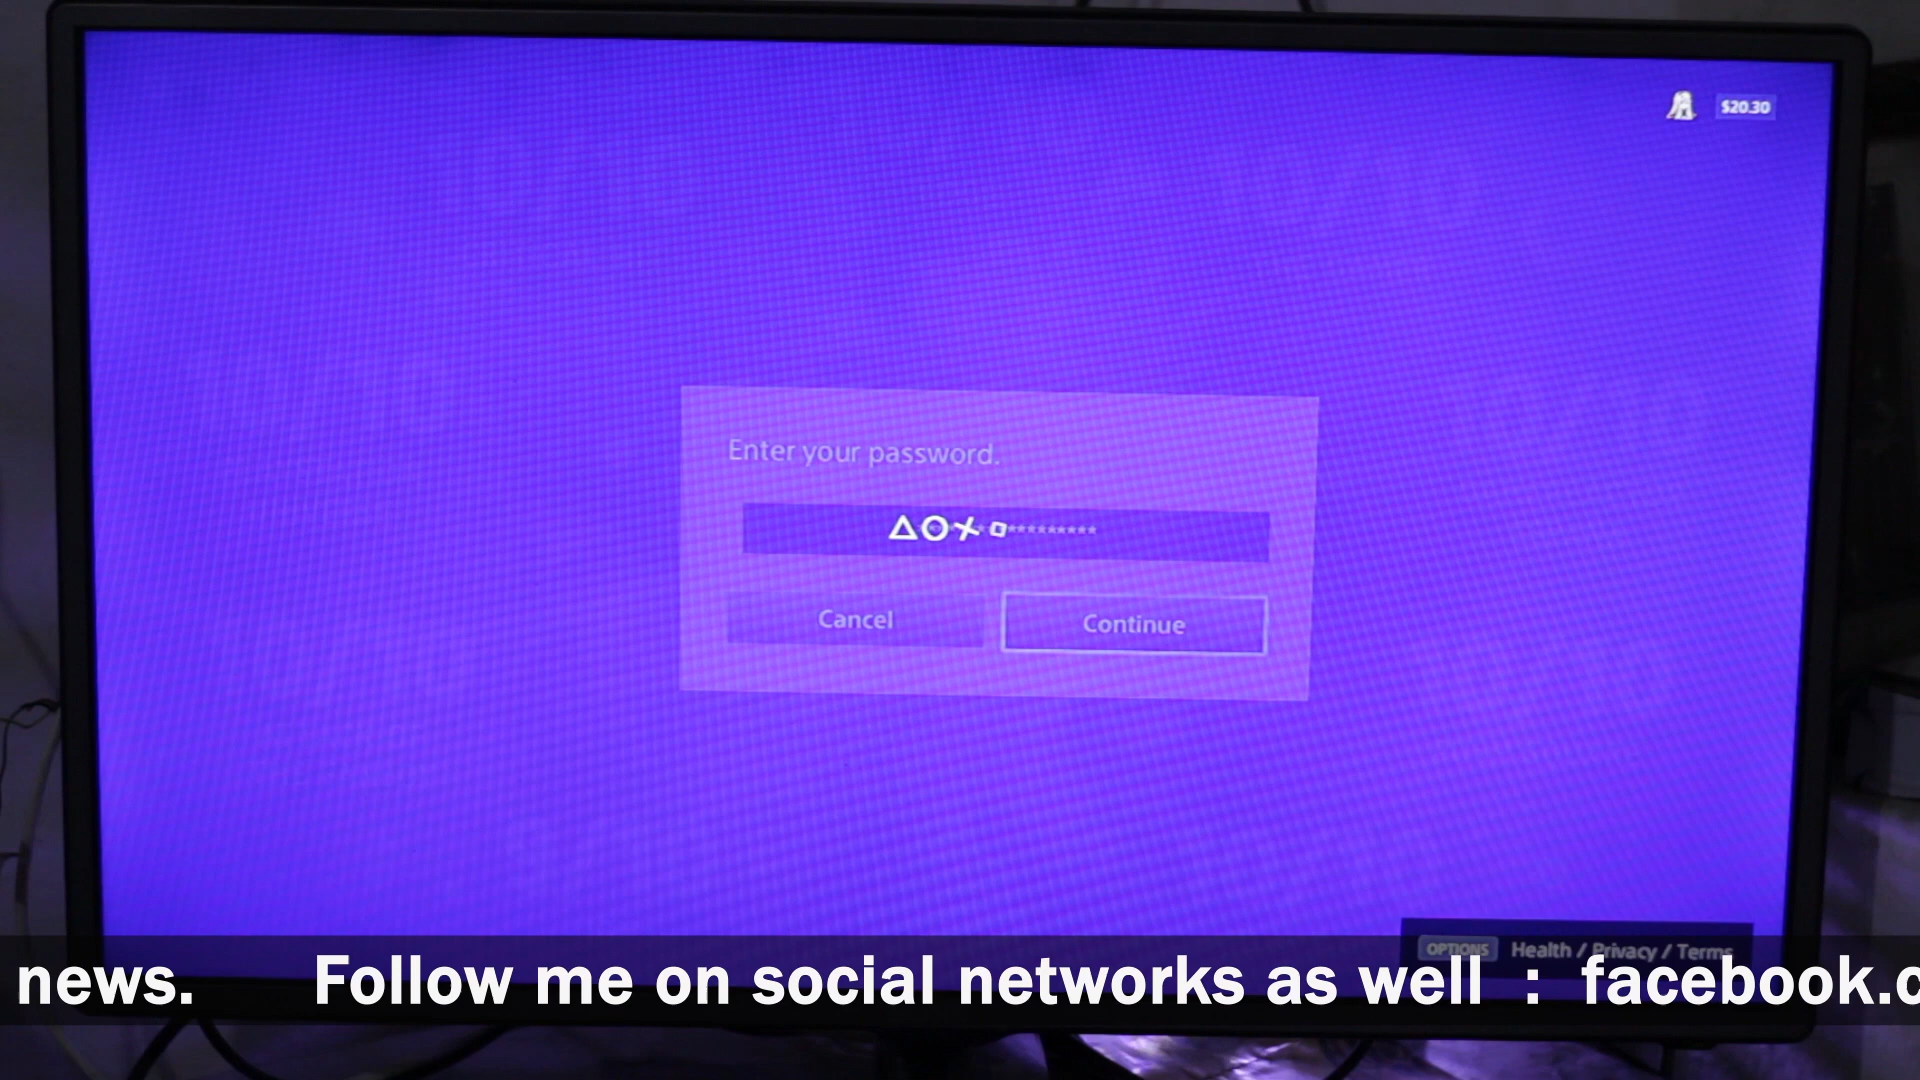 $20.30
Enter your password.
Cancel
Continue
OPTIONS Health / Privacy / Terms
news. Follow me on social networks as well : facebook.c